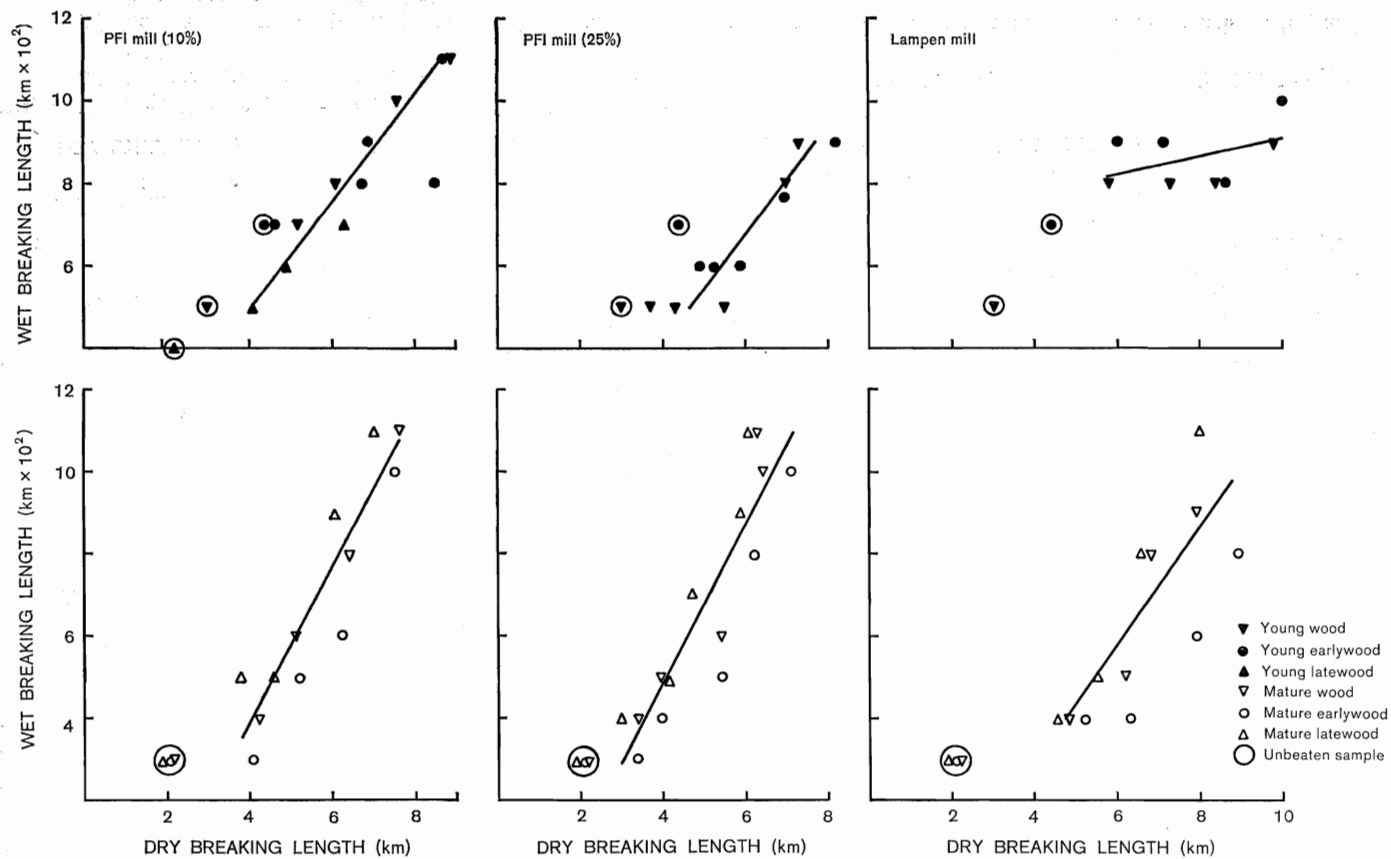 PFI mill (10%)
PFI mill (25%)
Lampen mill
WET BREAKING LENGTH (km × 10²)
12
10
8
6
WET BREAKING LENGTH (km × 10²)
12
10
8
6
4
Young wood
Young earlywood
Young latewood
Mature wood
Mature earlywood
Mature latewood
Unbeaten sample
2 4 6 8
2 4 6 8
2 4 6 8 10
DRY BREAKING LENGTH (km)
DRY BREAKING LENGTH (km)
DRY BREAKING LENGTH (km)